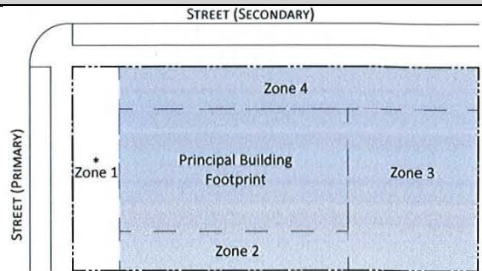 STREET (SECONDARY)
Zone 4
STREET (PRIMARY)
*
Zone 1
Principal Building
Footprint
Zone 3
Zone 2